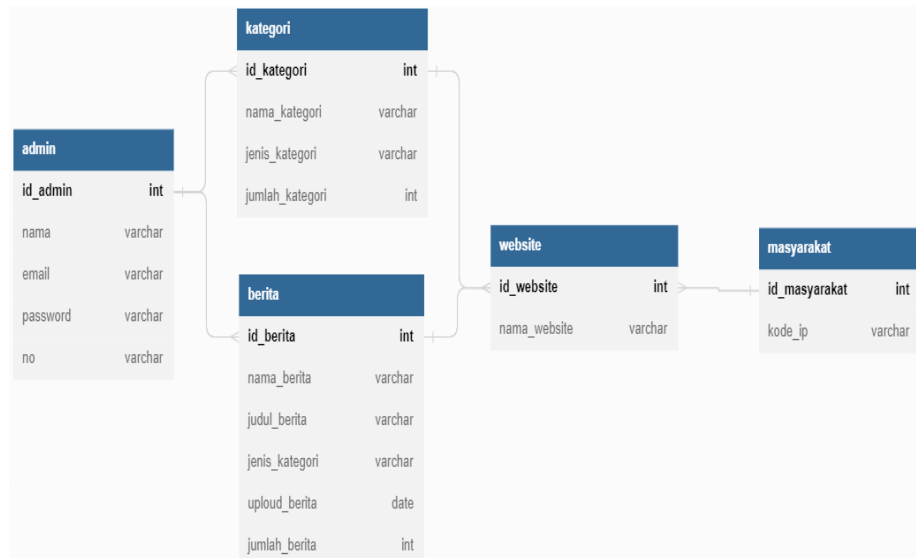 kategori
id_kategori int
nama_kategori varchar
jenis_kategori varchar
jumlah_kategori int
admin
id_admin int
nama varchar
email varchar
password varchar
no varchar
berita
id_berita int
nama_berita varchar
judul_berita varchar
jenis_kategori varchar
uploud_berita date
jumlah_berita int
website
id_website int
nama_website varchar
masyarakat
id_masyarakat int
kode_ip varchar